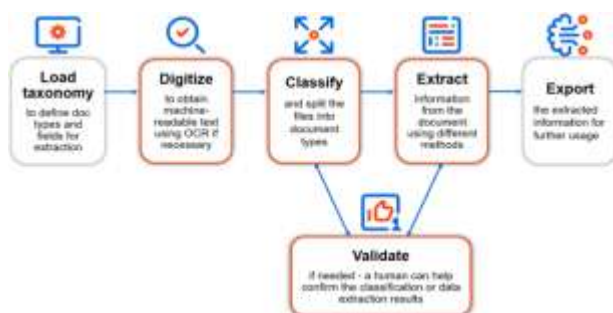 Load
taxonomy
to define doc
types and
fields for
extraction
Digitize
to obtain
machine-
readable text
using OCR if
necessary
Classify
and split the
files into
document
types
Extract
information
from the
document
using different
methods
Export
the extracted
information for
further usage
Validate
if needed - a human can help
confirm the classification or data
extraction results